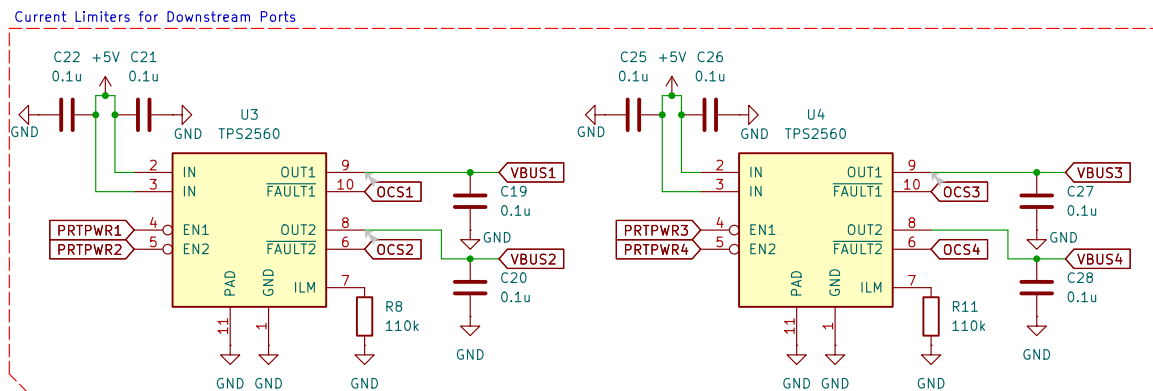 Current Limiters for Downstream Ports
C22 +5V C21
0.1u 0.1u
GND GND
U3
TPS2560
2 IN OUT1 9 VBUS1
3 IN FAULT1 10 OCS1
C19
0.1u
PRTPWR1 4 EN1 OUT2 8 GND
PRTPWR2 5 EN2 FAULT2 6 OCS2 VBUS2
C20
0.1u
PAD GND ILM 7
R8
110k
11 1
GND GND GND GND
C25 +5V C26
0.1u 0.1u
GND GND
U4
TPS2560
2 IN OUT1 9 VBUS3
3 IN FAULT1 10 OCS3
C27
0.1u
PRTPWR3 4 EN1 OUT2 8 GND
PRTPWR4 5 EN2 FAULT2 6 OCS4 VBUS4
C28
0.1u
PAD GND ILM 7
R11
110k
11 1
GND GND GND GND